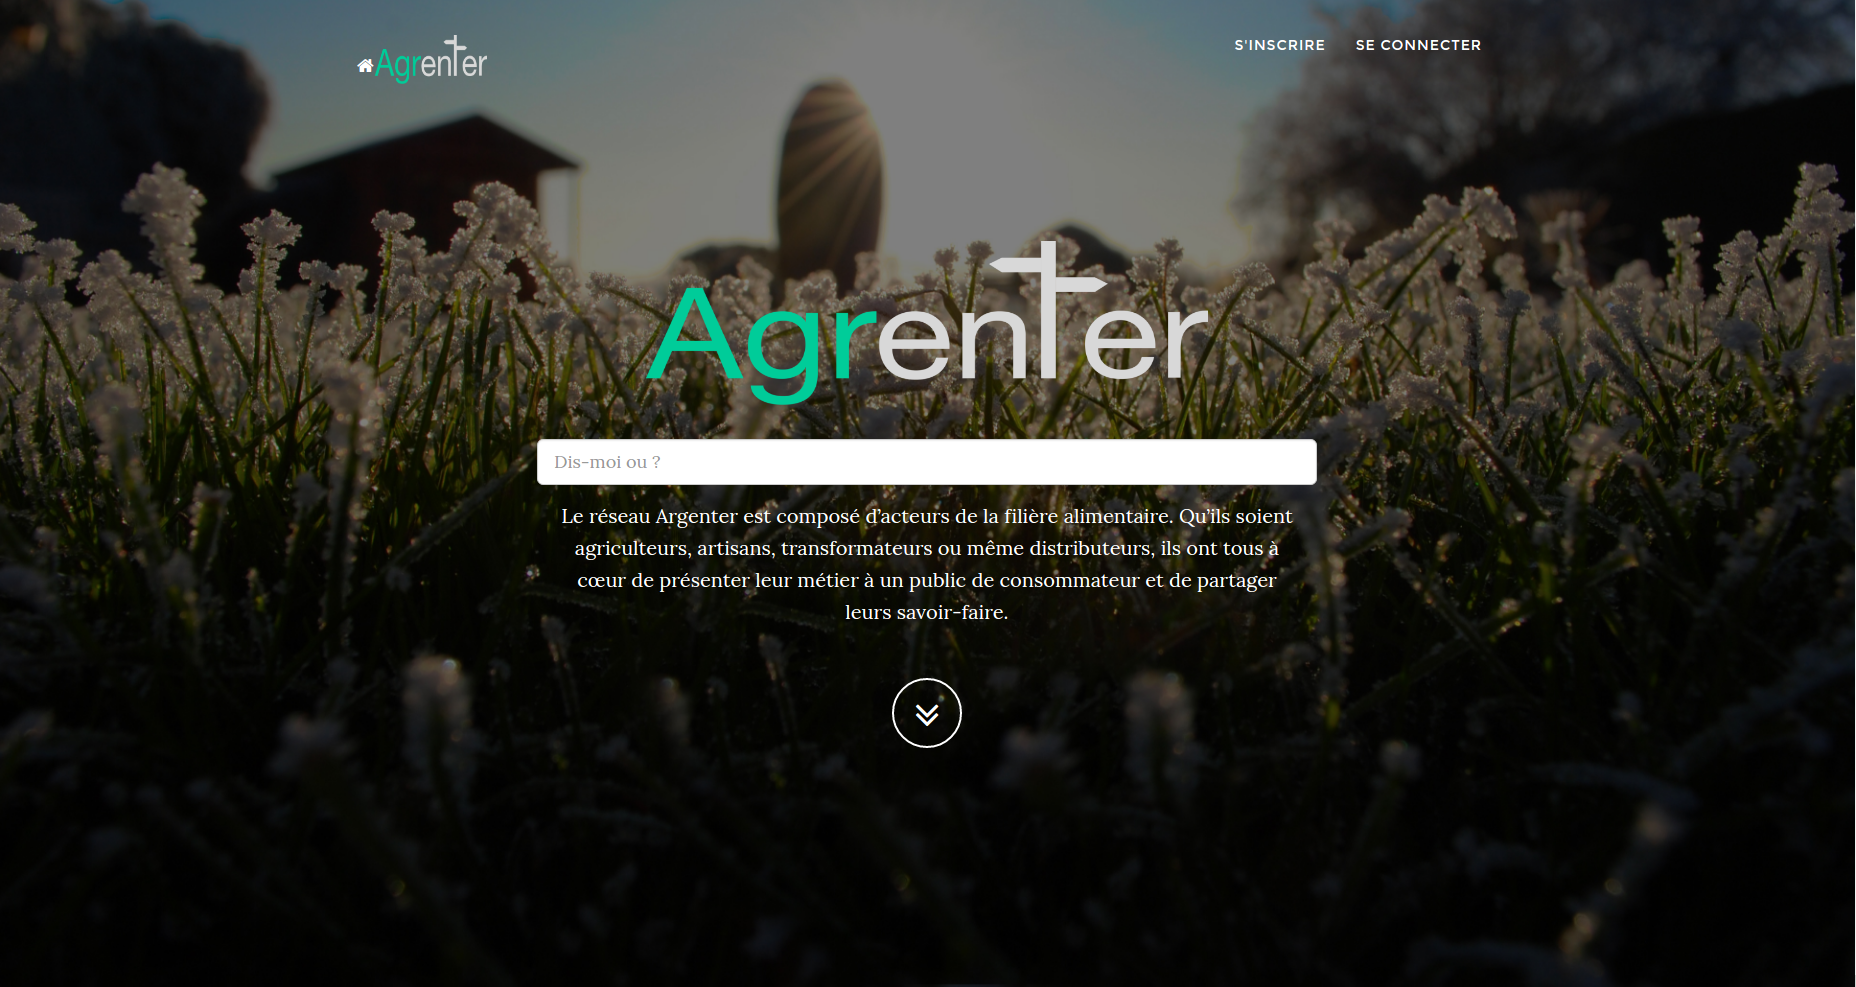 Agrenter
S'INSCRIRE SE CONNECTER
Agrenter
Dis-moi ou ?
Le réseau Argenter est composé d’acteurs de la filière alimentaire. Qu’ils soient
agriculteurs, artisans, transformateurs ou même distributeurs, ils ont tous à
cœur de présenter leur métier à un public de consommateur et de partager
leurs savoir-faire.